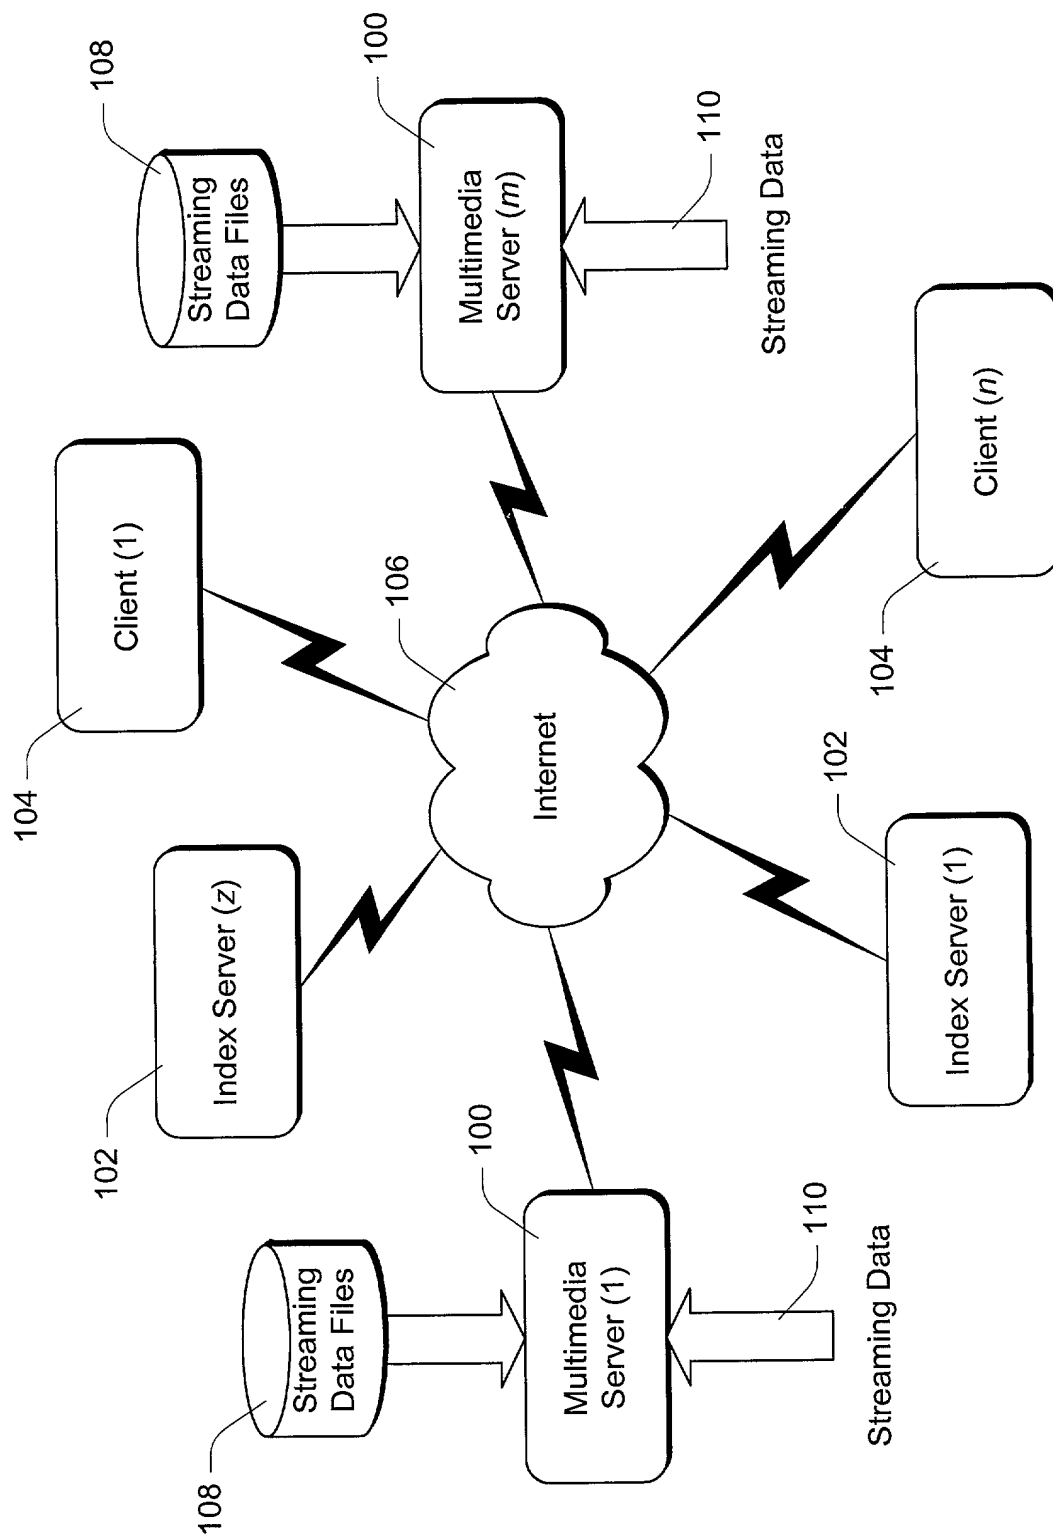 108
Streaming
Data Files
100
Multimedia
Server (m)
110
Streaming Data
104
Client (1)
102
Index Server (z)
106
Internet
108
Streaming
Data Files
100
Multimedia
Server (1)
110
Streaming Data
102
Index Server (1)
104
Client (n)